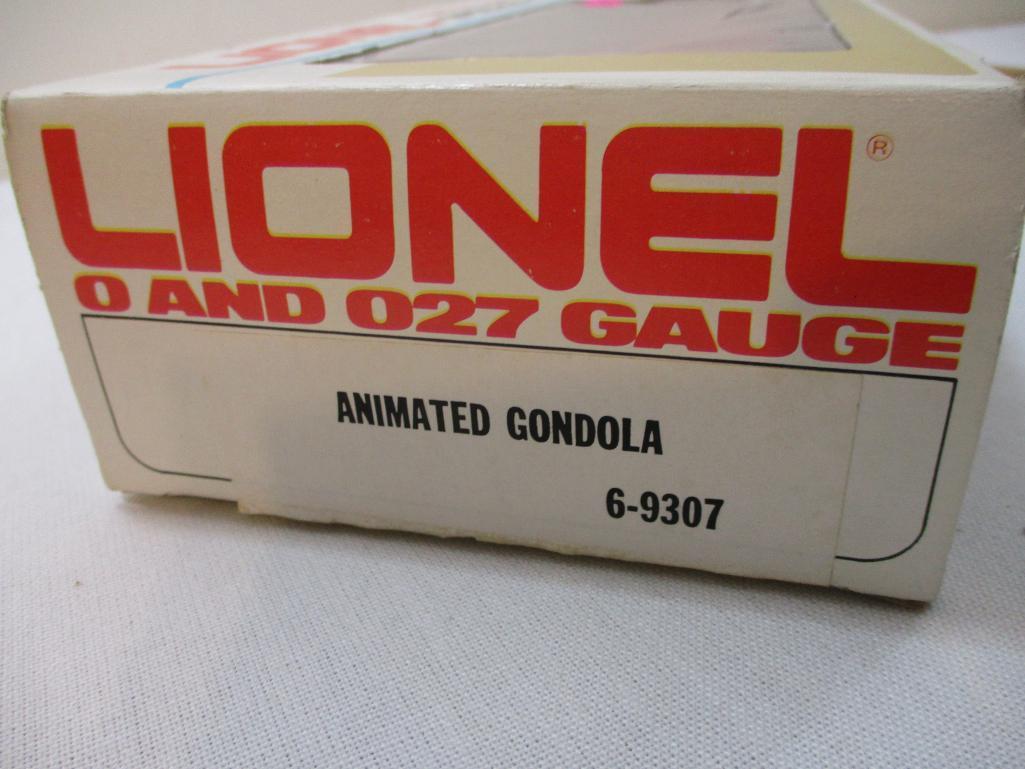 LIONEL®
O AND O27 GAUGE
ANIMATED GONDOLA
6-9307